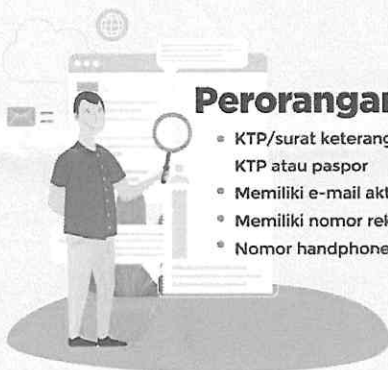 Perorangan
• KTP/surat keterang
KTP atau paspor
• Memiliki e-mail akt
• Memiliki nomor rek
• Nomor handphone